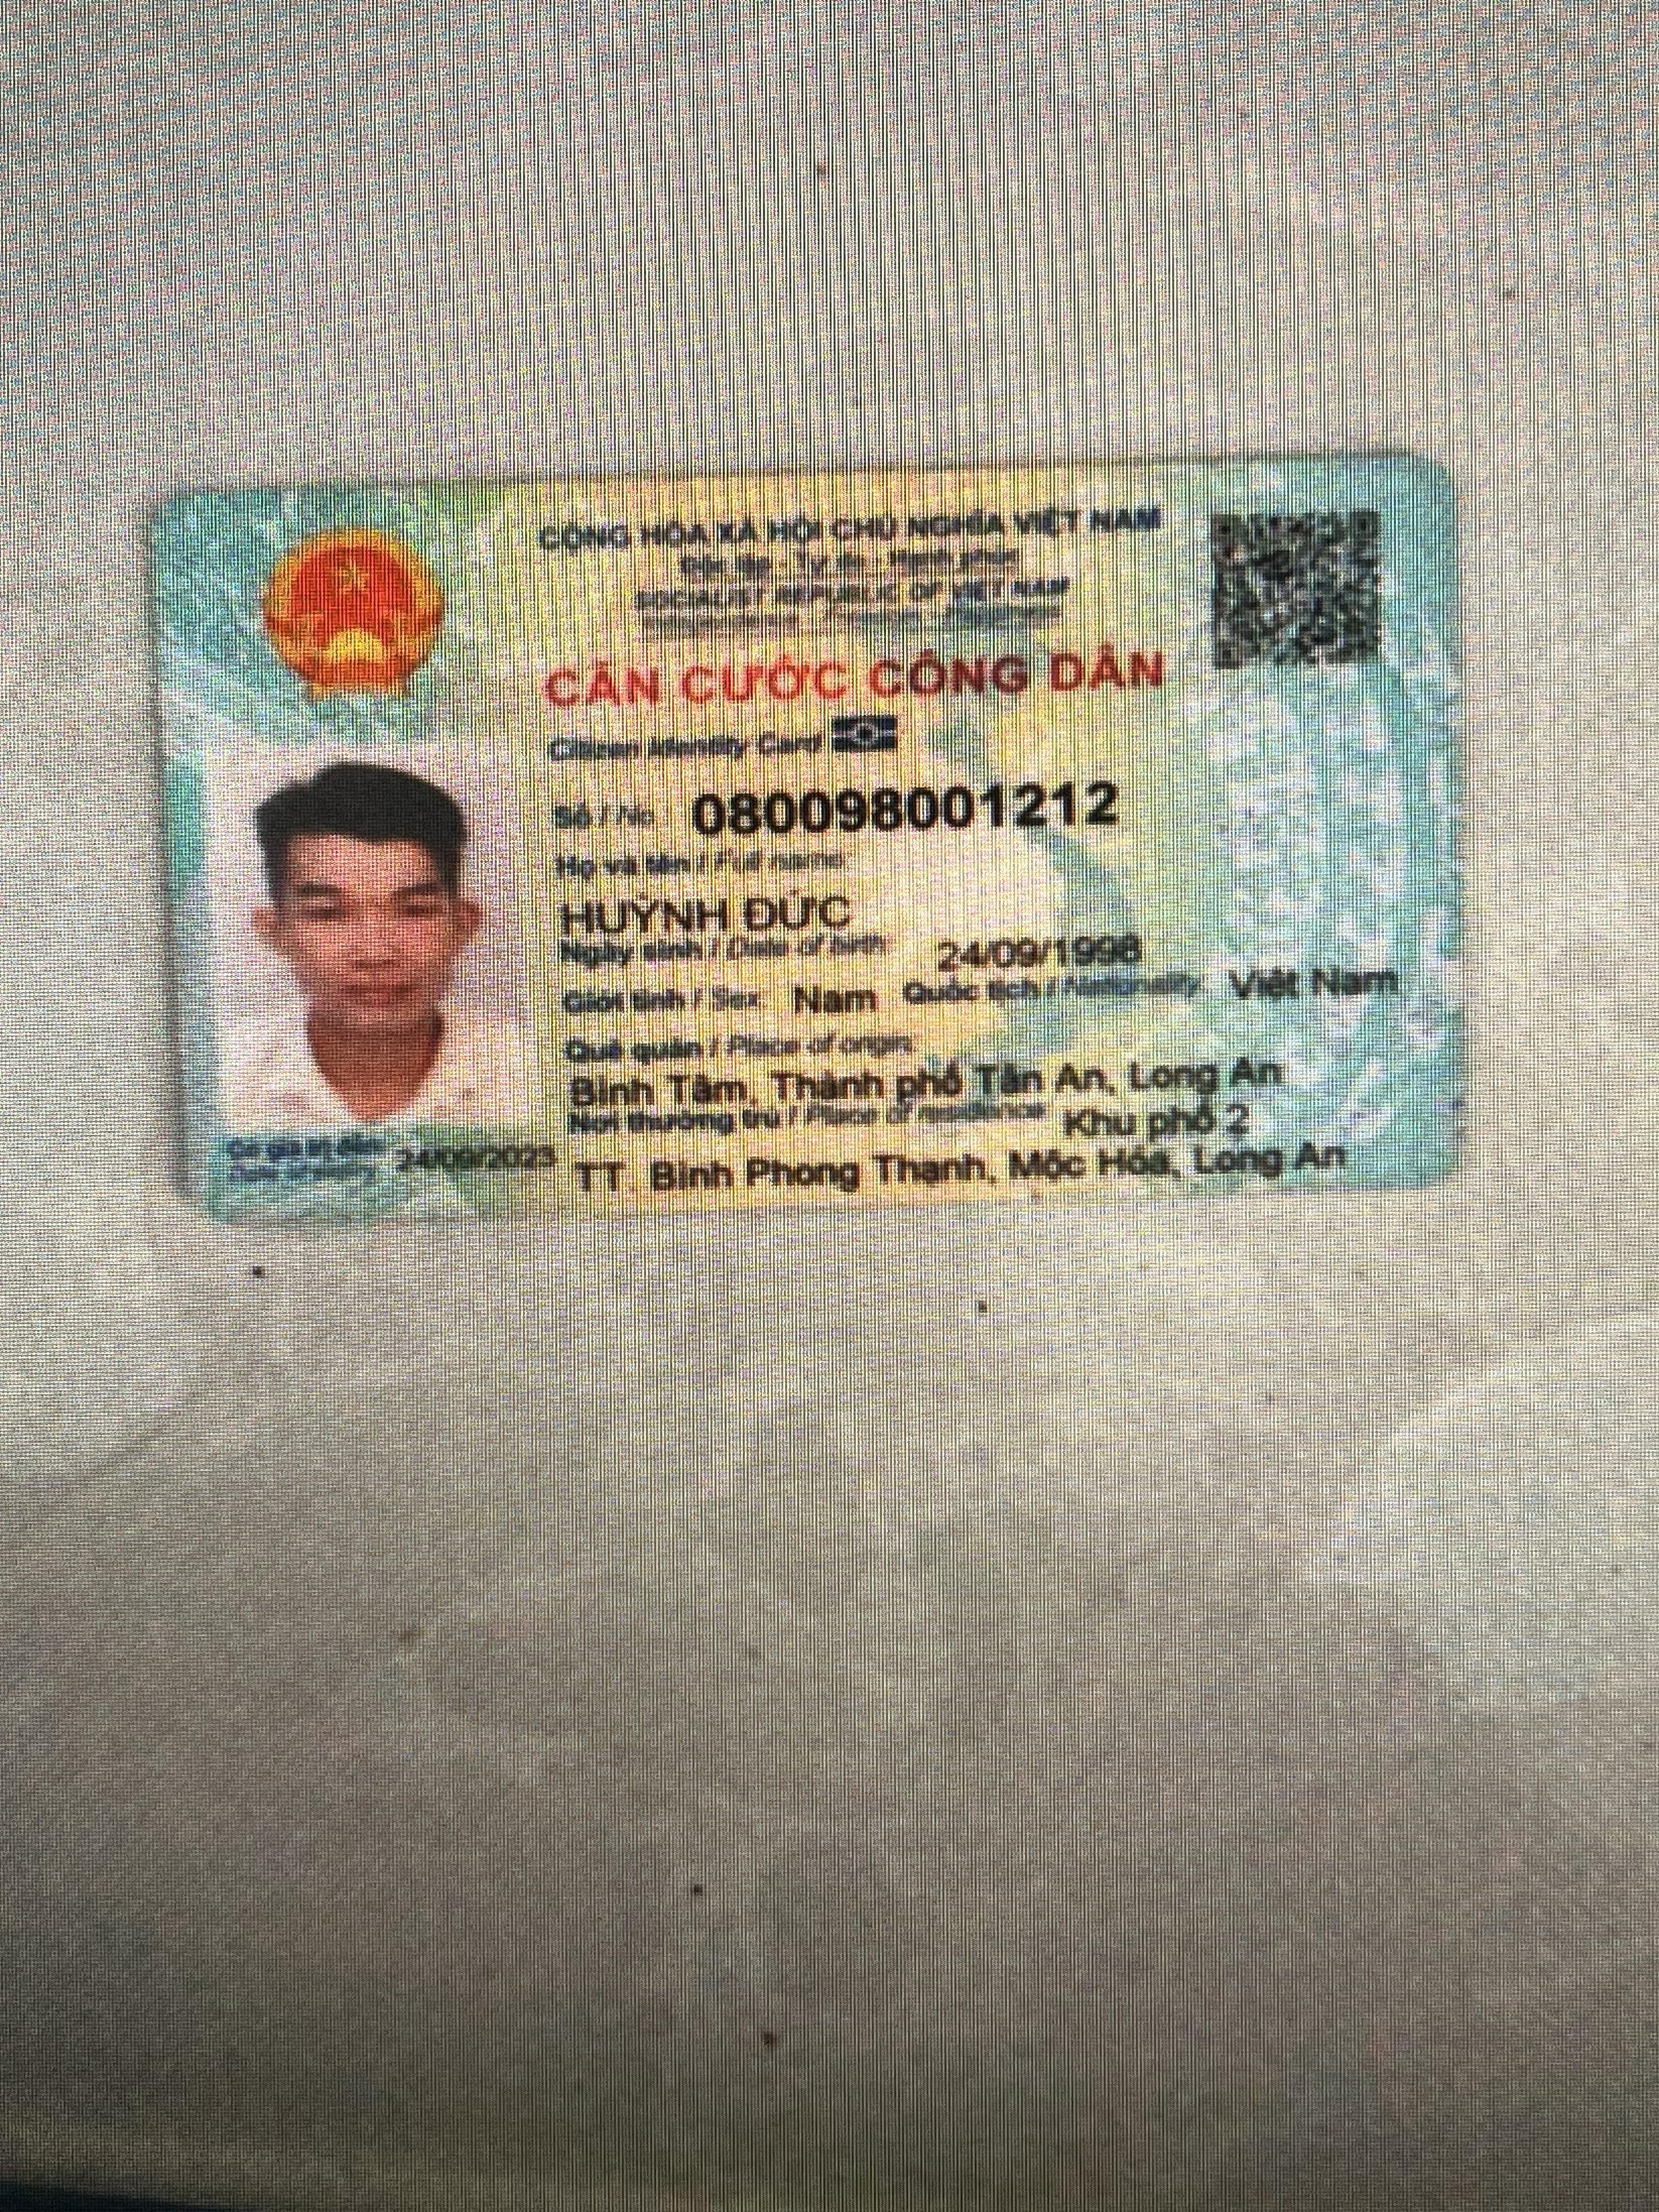 CỘNG HÒA XÃ HỘI CHỦ NGHĨA VIỆT NAM
Độc lập - Tự do - Hạnh phúc
SOCIALIST REPUBLIC OF VIET NAM
CĂN CƯỚC CÔNG DÂN
Citizen Identity Card
Số / No. 080098001212
Họ và tên / Full name:
HUỲNH ĐỨC
Ngày sinh / Date of birth: 24/09/1998
Giới tính / Sex: Nam Quốc tịch / Nationality: Việt Nam
Quê quán / Place of origin:
Bình Tâm, Thành phố Tân An, Long An
Nơi thường trú / Place of residence: Khu phố 2
TT. Bình Phong Thạnh, Mộc Hóa, Long An
Có giá trị đến: 24/09/2023
Date of expiry